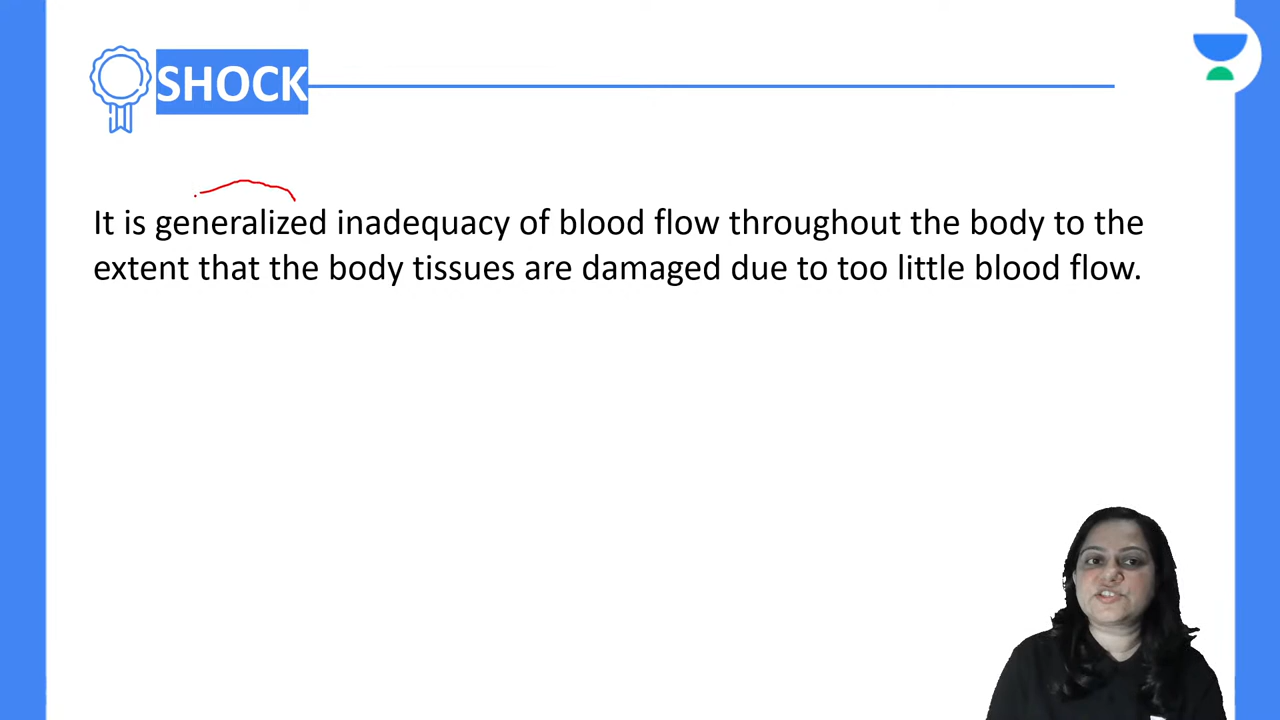 SHOCK
It is generalized inadequacy of blood flow throughout the body to the
extent that the body tissues are damaged due to too little blood flow.